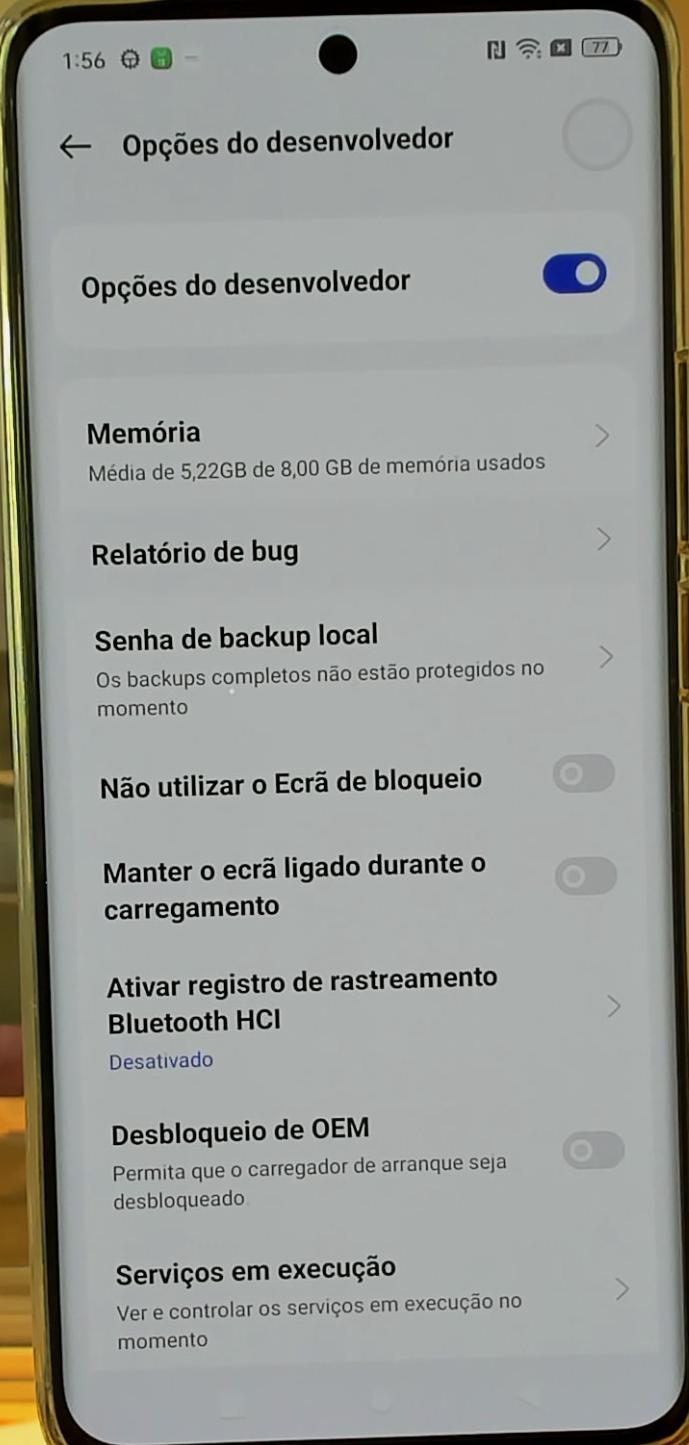 1:56
77
Opções do desenvolvedor
Opções do desenvolvedor
Memória
Média de 5,22GB de 8,00 GB de memória usados
Relatório de bug
Senha de backup local
Os backups completos não estão protegidos no
momento
Não utilizar o Ecrã de bloqueio
Manter o ecrã ligado durante o
carregamento
Ativar registro de rastreamento
Bluetooth HCI
Desativado
Desbloqueio de OEM
Permita que o carregador de arranque seja
desbloqueado
Serviços em execução
Ver e controlar os serviços em execução no
momento